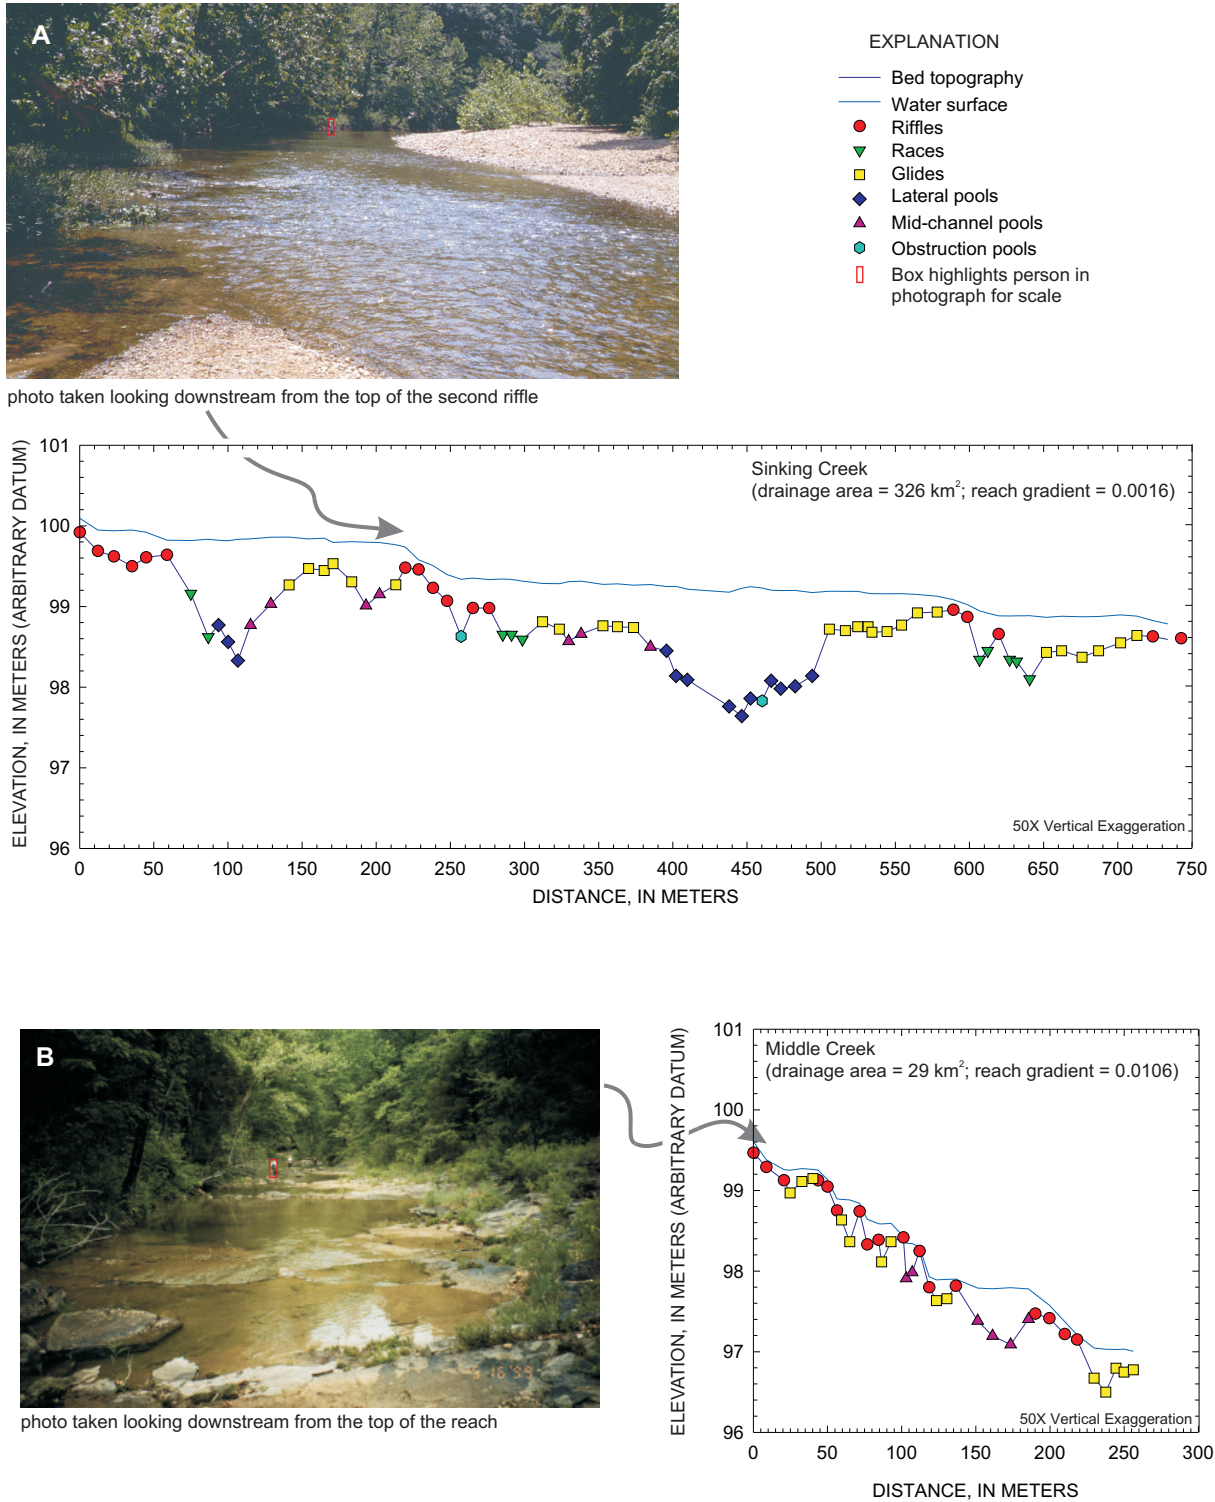 A
EXPLANATION
Bed topography
Water surface
Riffles
Races
Glides
Lateral pools
Mid-channel pools
Obstruction pools
Box highlights person in
photograph for scale
photo taken looking downstream from the top of the second riffle
ELEVATION, IN METERS (ARBITRARY DATUM)
101
100
99
98
97
96
Sinking Creek
(drainage area = 326 km²; reach gradient = 0.0016)
50X Vertical Exaggeration
0 50 100 150 200 250 300 350 400 450 500 550 600 650 700 750
DISTANCE, IN METERS
B
photo taken looking downstream from the top of the reach
ELEVATION, IN METERS (ARBITRARY DATUM)
101
100
99
98
97
96
Middle Creek
(drainage area = 29 km²; reach gradient = 0.0106)
50X Vertical Exaggeration
0 50 100 150 200 250 300
DISTANCE, IN METERS